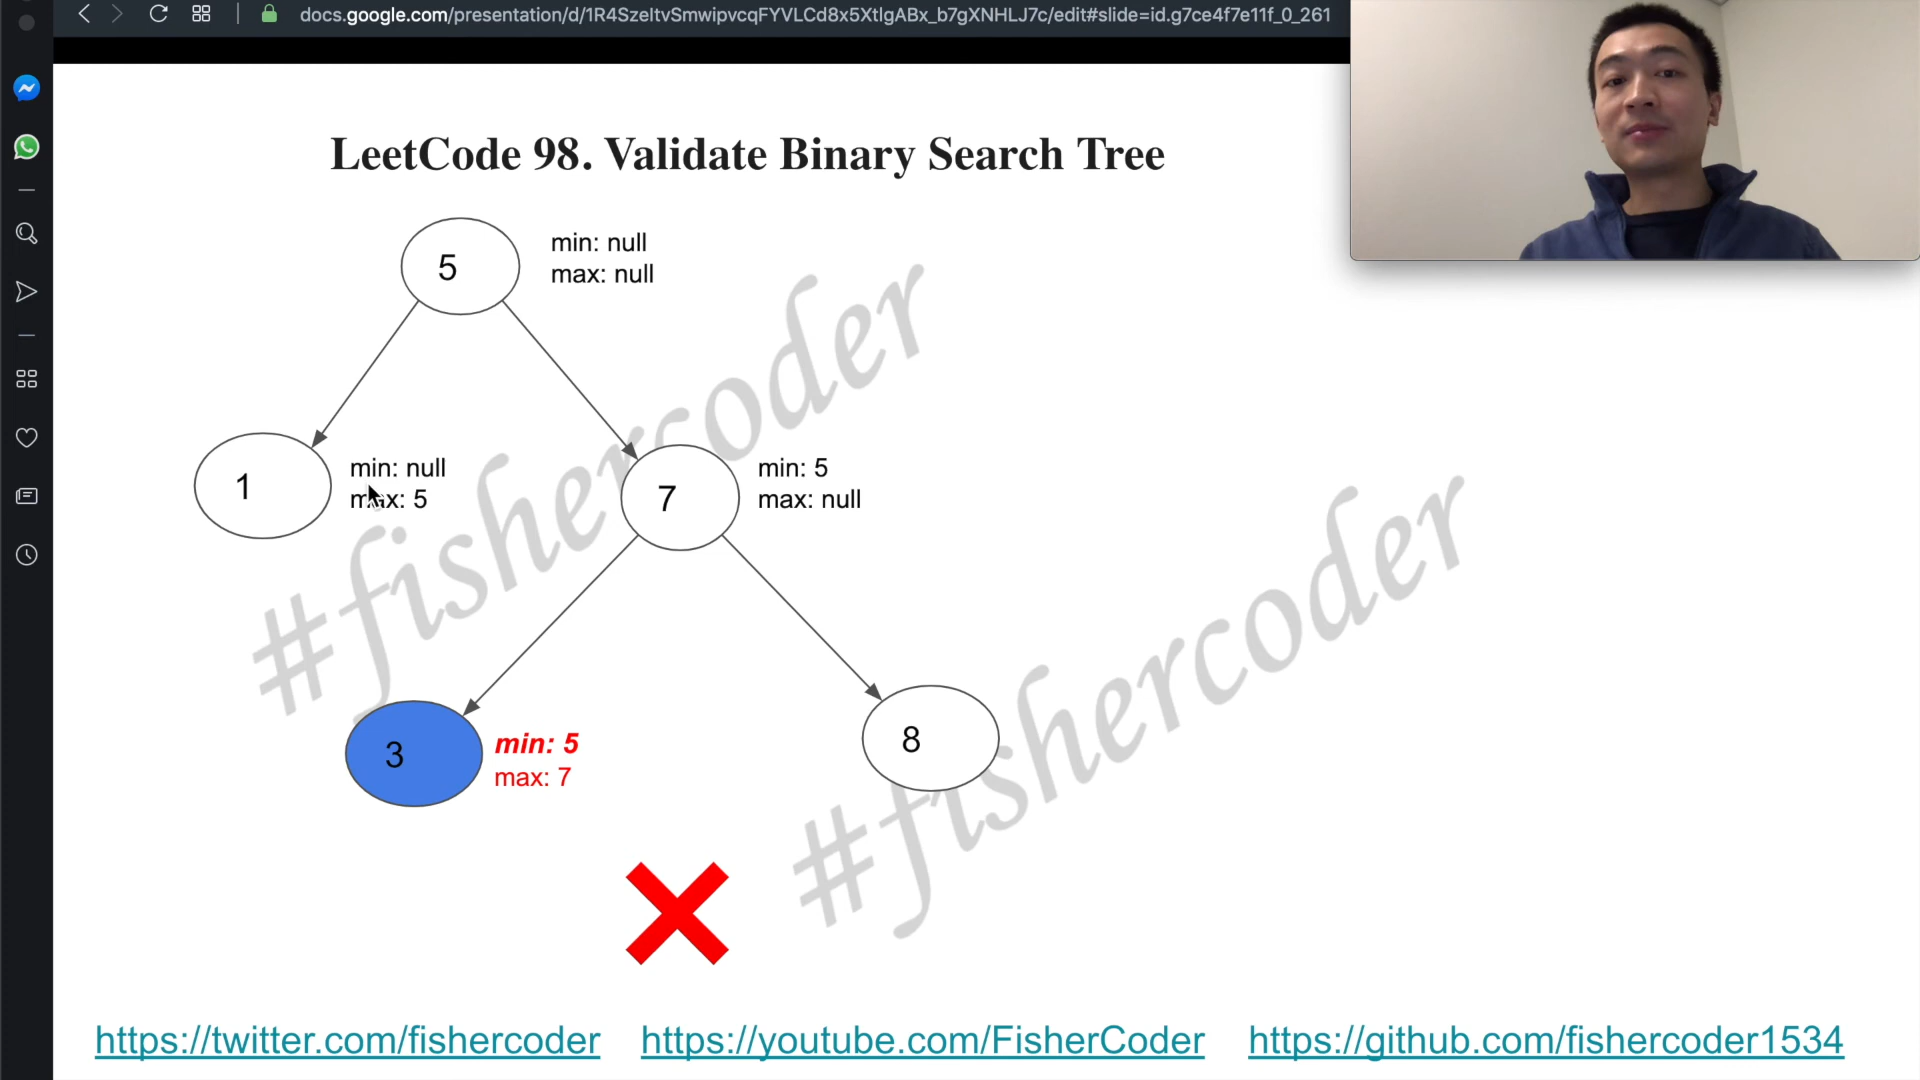 docs.google.com/presentation/d/1R4SzeItvSmwipvcqFYVLCd8x5XtIgABx_b7gXNHLJ7c/edit#slide=id.g7ce4f7e11f_0_261
LeetCode 98. Validate Binary Search Tree
5
min: null
max: null
1
min: null
max: 5
7
min: 5
max: null
3
min: 5
max: 7
8
#fishercoder
#fishercoder
https://twitter.com/fishercoder
https://youtube.com/FisherCoder
https://github.com/fishercoder1534